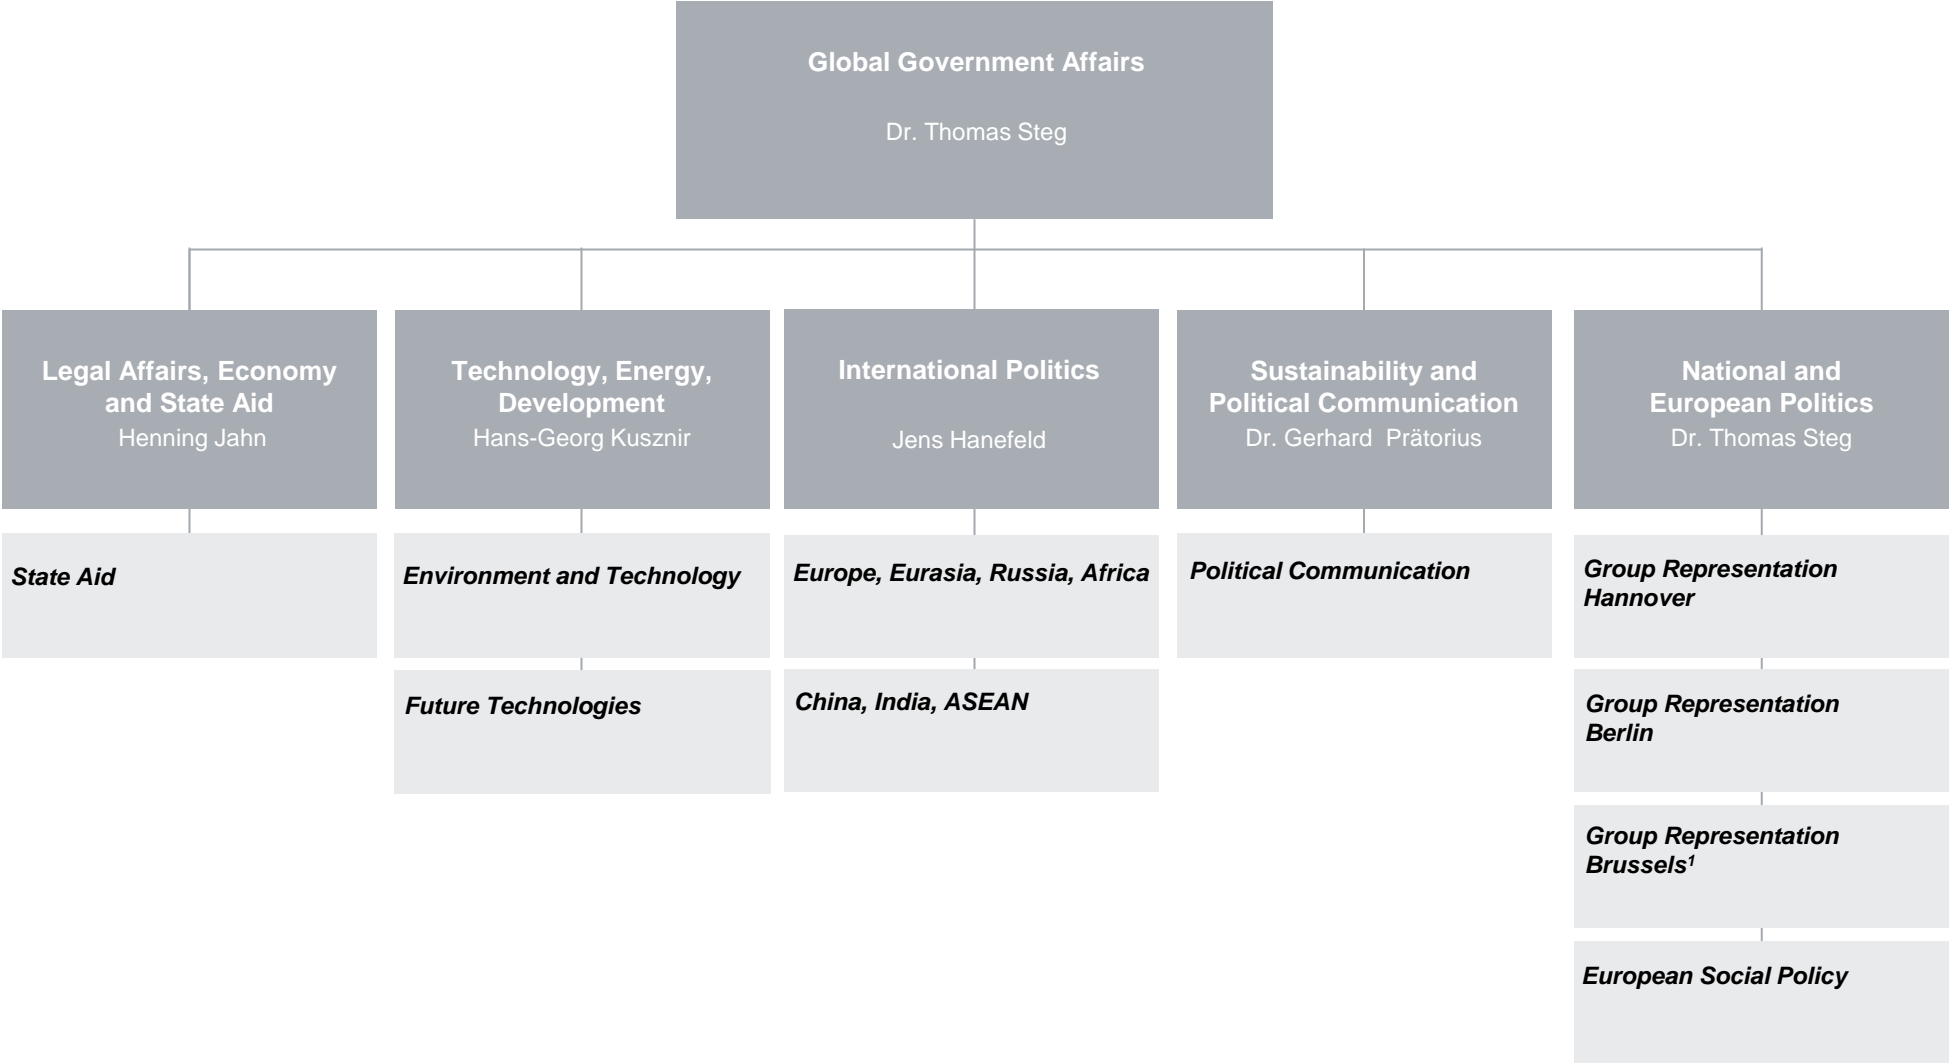 Global Government Affairs
Dr. Thomas Steg
Legal Affairs, Economy
and State Aid
Henning Jahn
State Aid
Technology, Energy,
Development
Hans-Georg Kusznir
Environment and Technology
Future Technologies
International Politics
Jens Hanefeld
Europe, Eurasia, Russia, Africa
China, India, ASEAN
Sustainability and
Political Communication
Dr. Gerhard  Prätorius
Political Communication
National and
European Politics
Dr. Thomas Steg
Group Representation
Hannover
Group Representation
Berlin
Group Representation
Brussels¹
European Social Policy